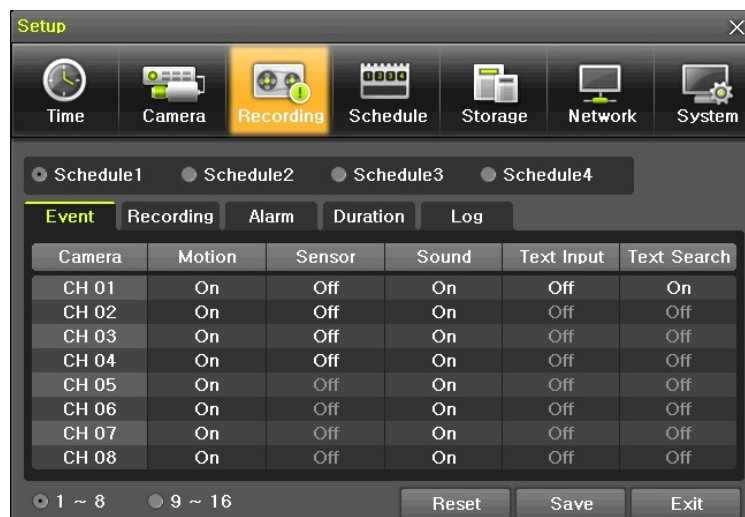 Setup
Time Camera Recording Schedule Storage Network System
Schedule1 Schedule2 Schedule3 Schedule4
Event Recording Alarm Duration Log
Camera Motion Sensor Sound Text Input Text Search
CH 01 On Off On Off On
CH 02 On Off On Off Off
CH 03 On Off On Off Off
CH 04 On Off On Off Off
CH 05 On Off On Off Off
CH 06 On Off On Off Off
CH 07 On Off On Off Off
CH 08 On Off On Off Off
1 ~ 8 9 ~ 16 Reset Save Exit